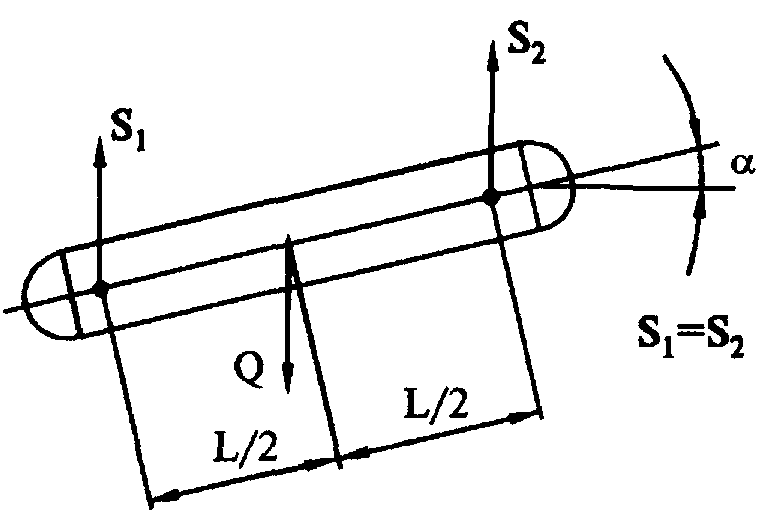 S₂
S₁
α
S₁=S₂
Q
L/2
L/2